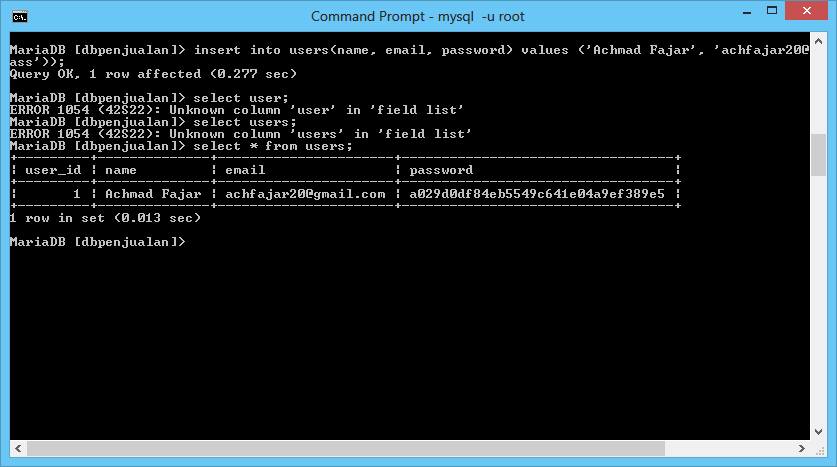 Command Prompt - mysql  -u root
MariaDB [dbpenjualan]> insert into users(name, email, password) values ('Achmad Fajar', 'achfajar20@
ass'));
Query OK, 1 row affected (0.277 sec)
MariaDB [dbpenjualan]> select user;
ERROR 1054 (42S22): Unknown column 'user' in 'field list'
MariaDB [dbpenjualan]> select users;
ERROR 1054 (42S22): Unknown column 'users' in 'field list'
MariaDB [dbpenjualan]> select * from users;
+---------+--------------+----------------------+----------------------------------+
| user_id | name         | email                | password                         |
+---------+--------------+----------------------+----------------------------------+
|       1 | Achmad Fajar | achfajar20@gmail.com | a029d0df84eb5549c641e04a9ef389e5 |
+---------+--------------+----------------------+----------------------------------+
1 row in set (0.013 sec)
MariaDB [dbpenjualan]>